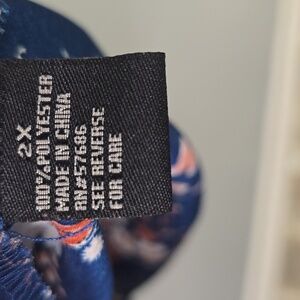 2X
100%POLYESTER
MADE IN CHINA
RN#57686
SEE REVERSE
FOR CARE